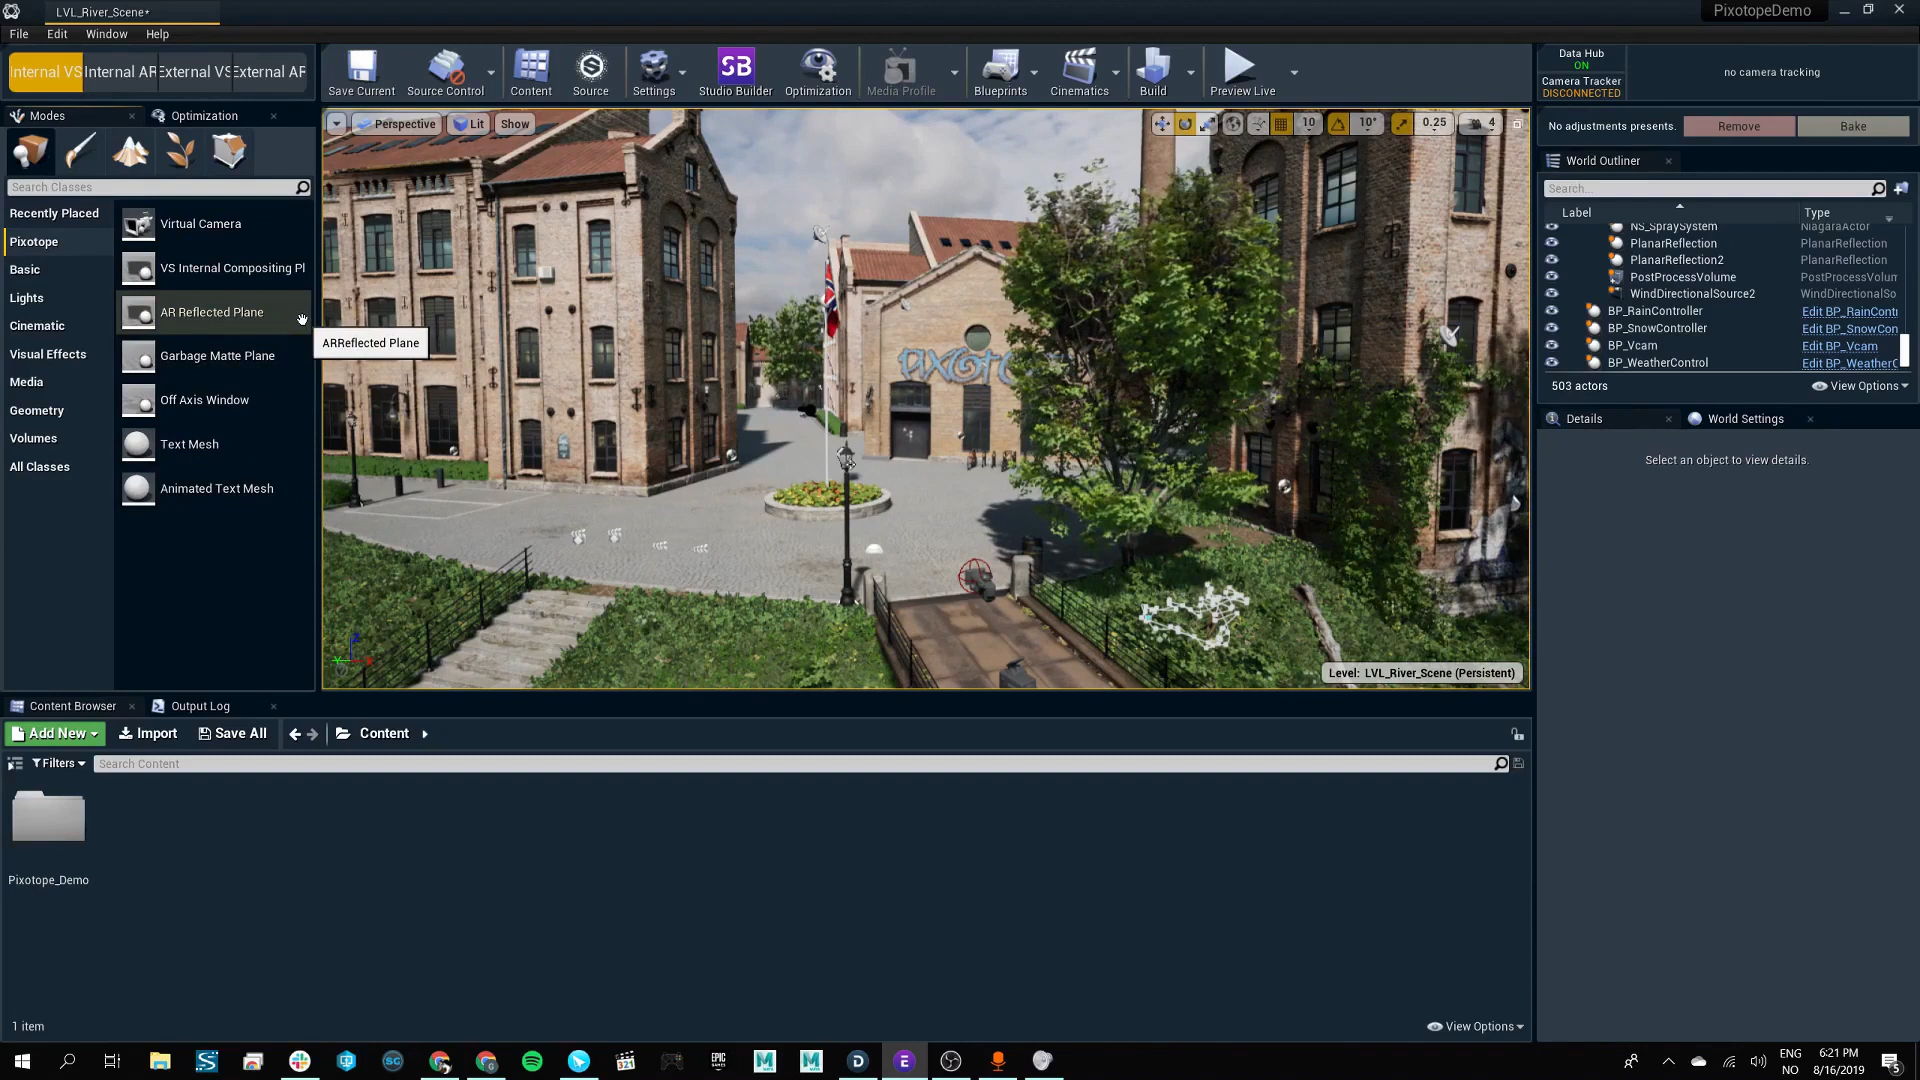 LVL_River_Scene*
PixotopeDemo
File Edit Window Help
Internal VS Internal AR External VS External AR
Save Current
Source Control
Content
Source
Settings
SB
Studio Builder
Optimization
Media Profile
Blueprints
Cinematics
Build
Preview Live
Data Hub
ON
Camera Tracker
DISCONNECTED
no camera tracking
Modes
Optimization
Search Classes
Recently Placed
Pixotope
Basic
Lights
Cinematic
Visual Effects
Media
Geometry
Volumes
All Classes
Virtual Camera
VS Internal Compositing Pl
AR Reflected Plane
Garbage Matte Plane
Off Axis Window
Text Mesh
Animated Text Mesh
ARReflected Plane
Perspective Lit Show
10 10° 0.25 4
Level: LVL_River_Scene (Persistent)
No adjustments presents. Remove Bake
World Outliner
Search...
Label Type
NS_SpraySystem NiagaraActor
PlanarReflection PlanarReflection
PlanarReflection2 PlanarReflection
PostProcessVolume PostProcessVolun
WindDirectionalSource2 WindDirectionalSo
BP_RainController Edit BP_RainContr
BP_SnowController Edit BP_SnowCon
BP_Vcam Edit BP_Vcam
BP_WeatherControl Edit BP_WeatherC
503 actors View Options
Details World Settings
Select an object to view details.
Content Browser Output Log
Add New Import Save All Content
Filters Search Content
Pixotope_Demo
1 item
View Options
ENG
NO
6:21 PM
8/16/2019
5